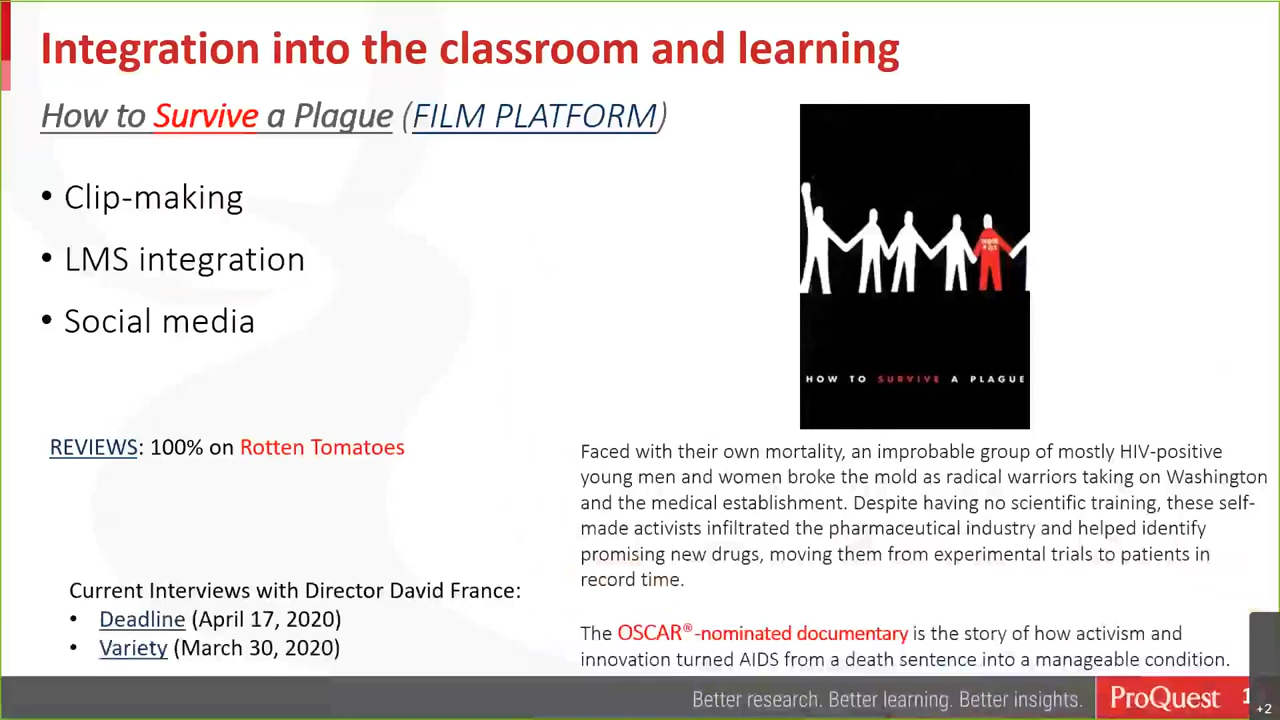 Integration into the classroom and learning
How to Survive a Plague (FILM PLATFORM)
• Clip-making
• LMS integration
• Social media
HOW TO SURVIVE A PLAGUE
REVIEWS: 100% on Rotten Tomatoes
Faced with their own mortality, an improbable group of mostly HIV-positive
young men and women broke the mold as radical warriors taking on Washington
and the medical establishment. Despite having no scientific training, these self-
made activists infiltrated the pharmaceutical industry and helped identify
promising new drugs, moving them from experimental trials to patients in
record time.
The OSCAR®-nominated documentary is the story of how activism and
innovation turned AIDS from a death sentence into a manageable condition.
Current Interviews with Director David France:
• Deadline (April 17, 2020)
• Variety (March 30, 2020)
Better research. Better learning. Better insights.
ProQuest
+2